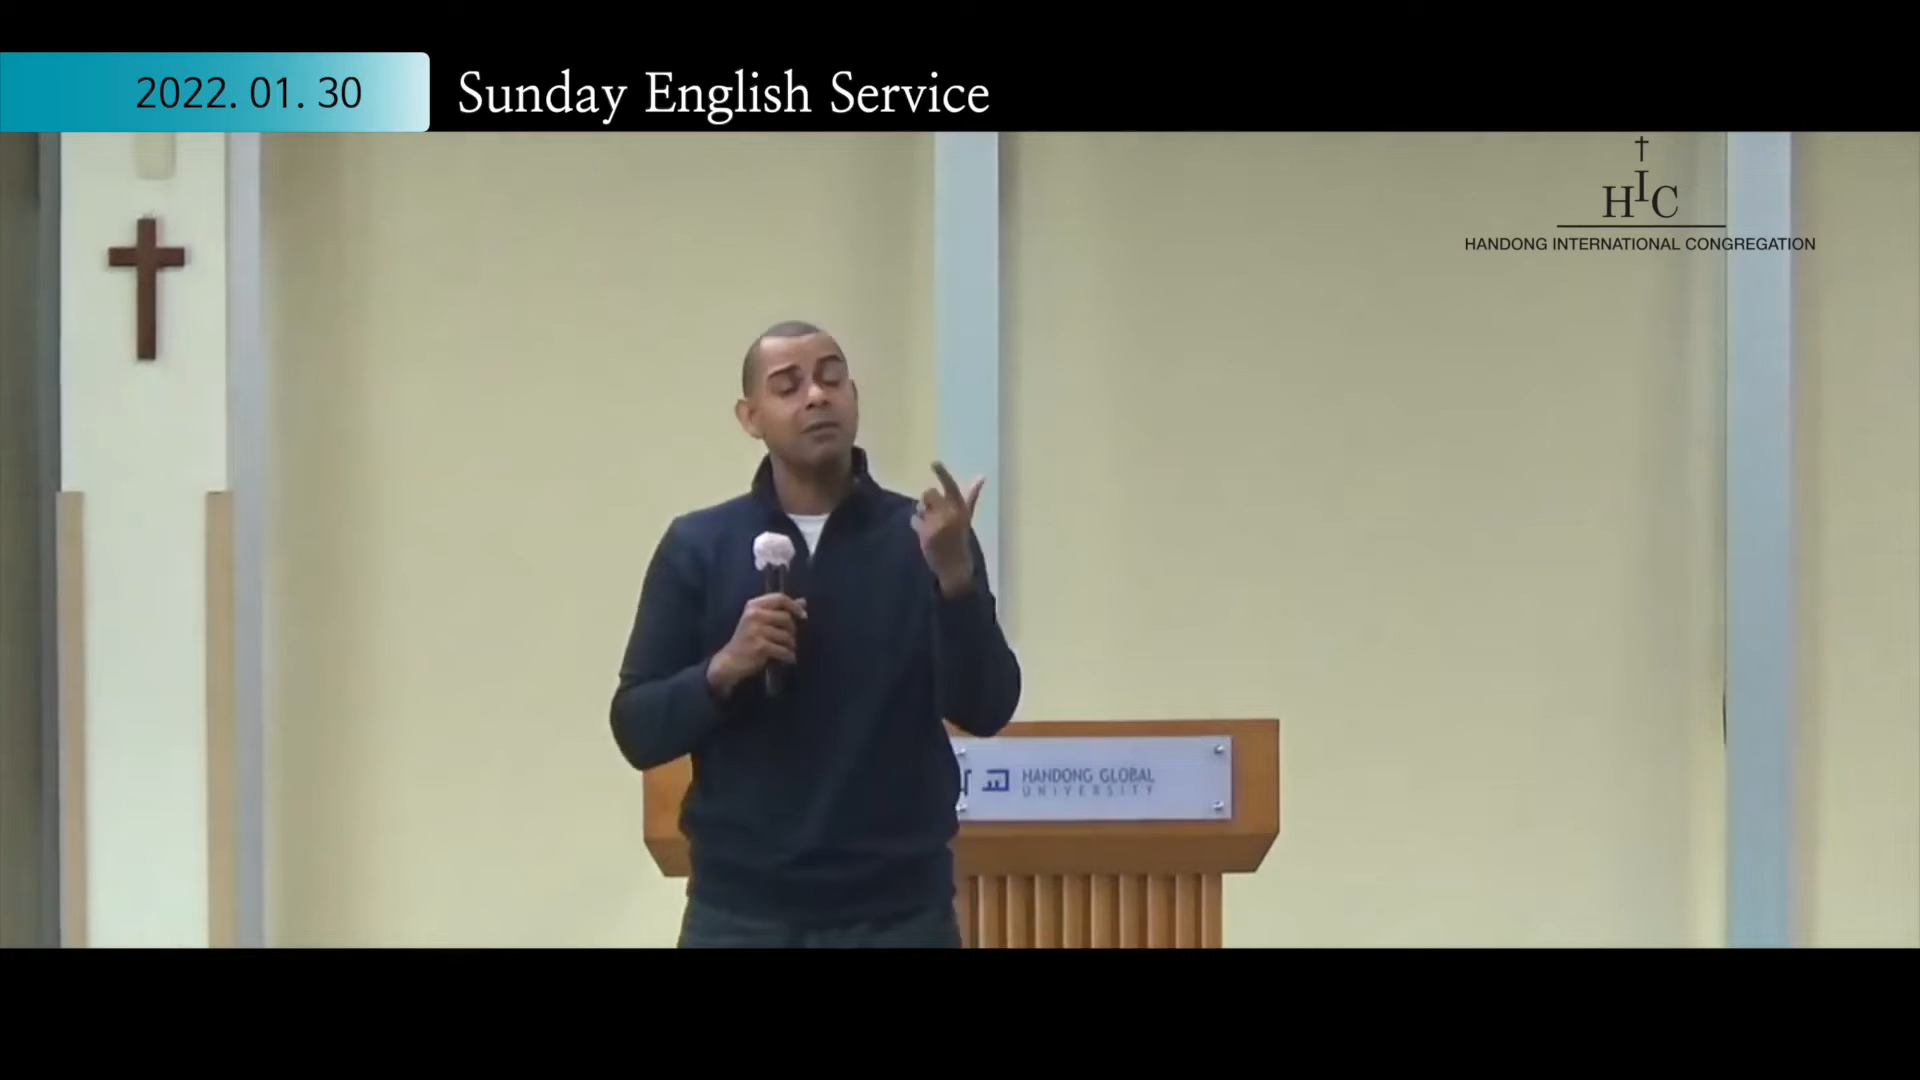 2022. 01. 30
Sunday English Service
HIC
HANDONG INTERNATIONAL CONGREGATION
HANDONG GLOBAL
UNIVERSITY